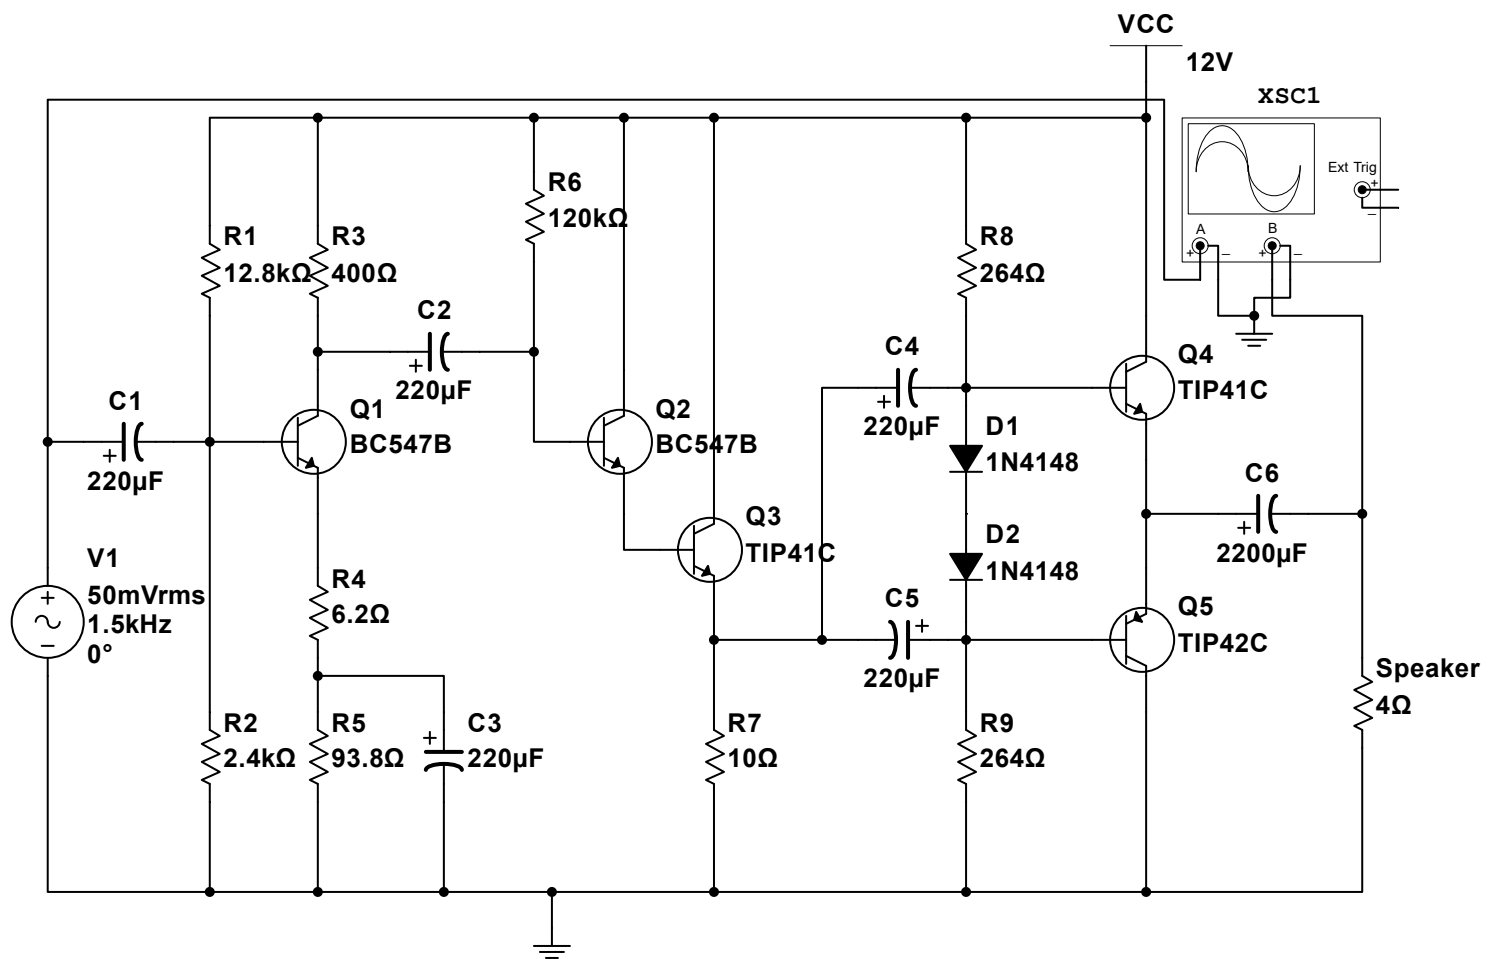 VCC
12V
XSC1
Ext Trig
+
−
A
B
+
−
+
−
R6
120kΩ
R1
12.8kΩ
R3
400Ω
R8
264Ω
C2
+
220µF
C4
+
220µF
Q4
TIP41C
C1
+
220µF
Q1
BC547B
Q2
BC547B
D1
1N4148
C6
+
2200µF
Q3
TIP41C
D2
1N4148
V1
+
−
50mVrms
1.5kHz
0°
R4
6.2Ω
C5
+
220µF
Q5
TIP42C
Speaker
4Ω
R2
2.4kΩ
R5
93.8Ω
C3
+
220µF
R7
10Ω
R9
264Ω